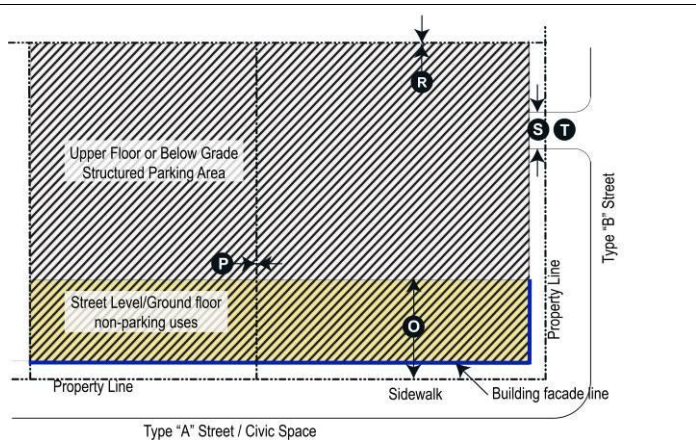 R
S T
Upper Floor or Below Grade
Structured Parking Area
Type "B" Street
P
Property Line
Street Level/Ground floor
non-parking uses
O
Property Line
Sidewalk
Building facade line
Type "A" Street / Civic Space